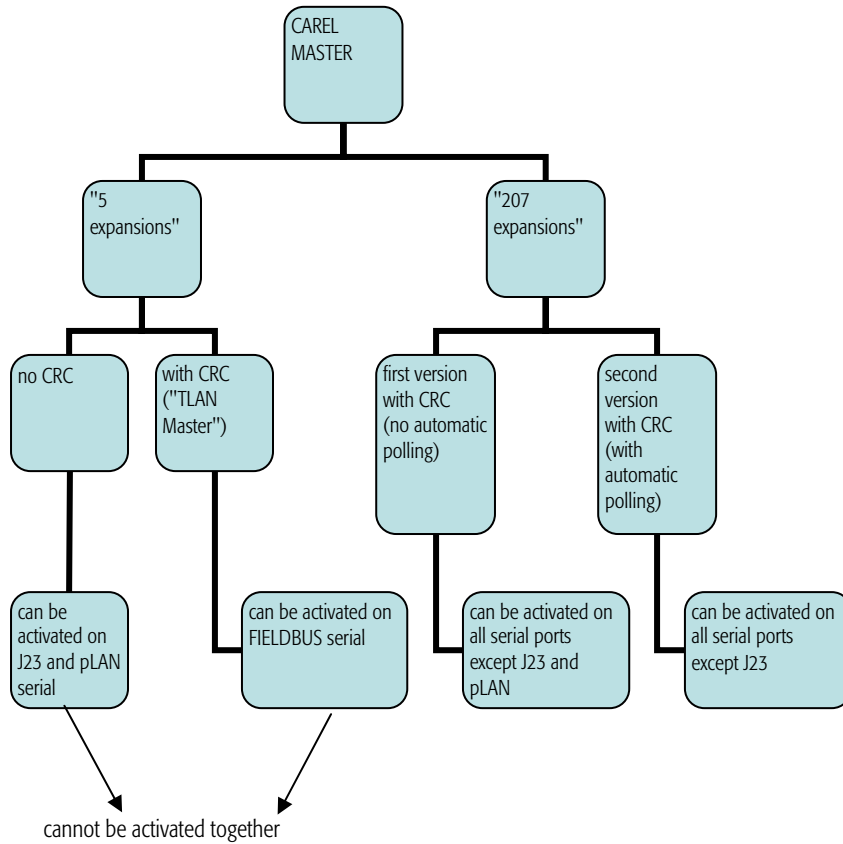 CAREL
MASTER
"5
expansions"
"207
expansions"
no CRC
with CRC
("TLAN
Master")
first version
with CRC
(no automatic
polling)
second
version
with CRC
(with
automatic
polling)
can be
activated on
J23 and pLAN
serial
can be activated on
FIELDBUS serial
can be activated on
all serial ports
except J23 and
pLAN
can be activated on
all serial ports
except J23
cannot be activated together